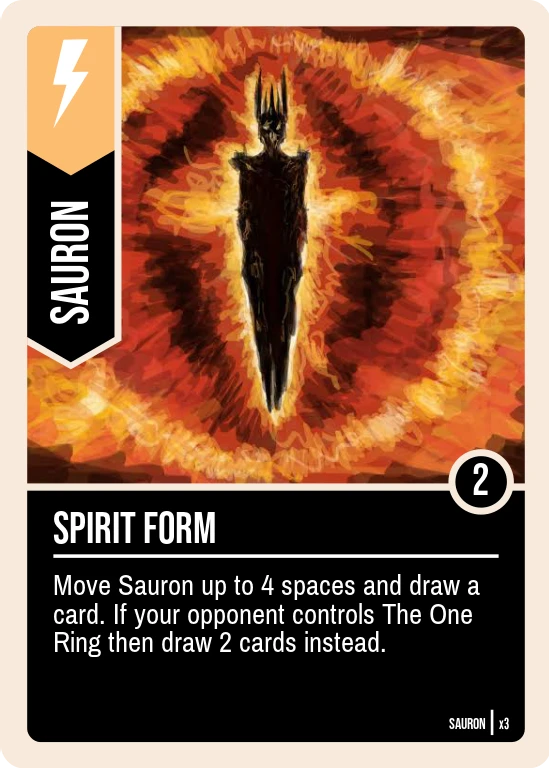 SAURON
2
SPIRIT FORM
Move Sauron up to 4 spaces and draw a
card. If your opponent controls The One
Ring then draw 2 cards instead.
SAURON | x3